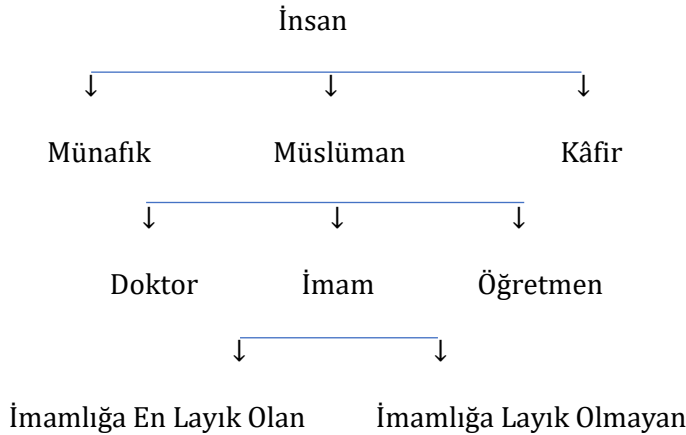 İnsan
Münafık Müslüman Kâfir
Doktor İmam Öğretmen
İmamlığa En Layık Olan İmamlığa Layık Olmayan